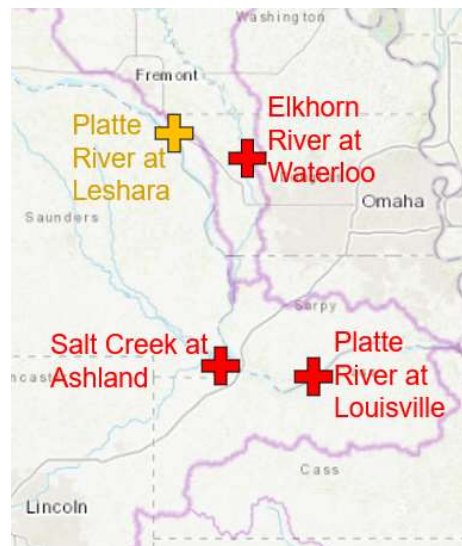 Washington
Fremont
Platte
River at
Leshara
Elkhorn
River at
Waterloo
Omaha
Saunders
Sarpy
Salt Creek at
Ashland
Platte
River at
Louisville
Cass
Lincoln